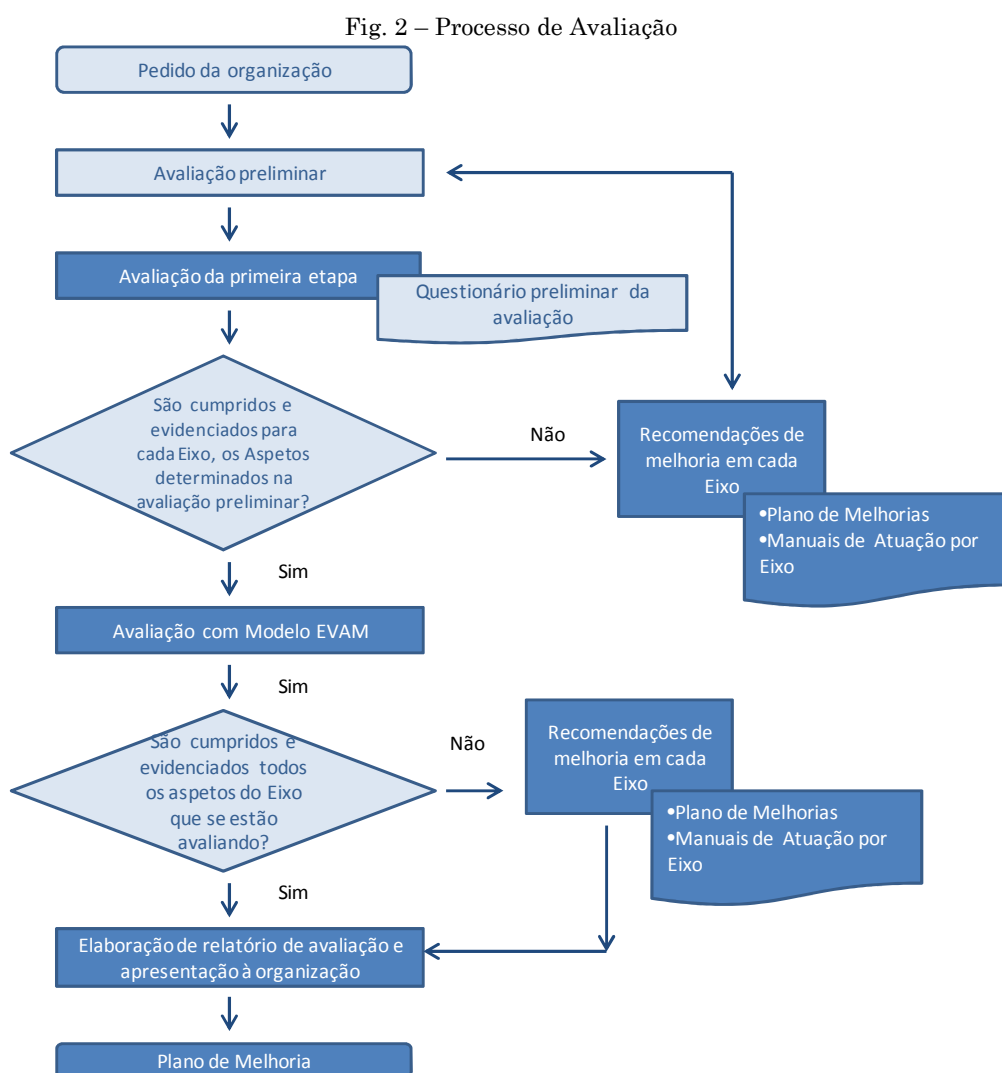 Fig. 2 – Processo de Avaliação
Pedido da organização
Avaliação preliminar
Avaliação da primeira etapa
Questionário preliminar da
avaliação
São cumpridos e
evidenciados para
cada Eixo, os Aspetos
determinados na
avaliação preliminar?
Não
Recomendações de
melhoria em cada
Eixo
•Plano de Melhorias
•Manuais de Atuação por
Eixo
Sim
Avaliação com Modelo EVAM
Sim
São cumpridos e
evidenciados todos
os aspetos do Eixo
que se estão
avaliando?
Não
Recomendações de
melhoria em cada
Eixo
•Plano de Melhorias
•Manuais de Atuação por
Eixo
Sim
Elaboração de relatório de avaliação e
apresentação à organização
Plano de Melhoria